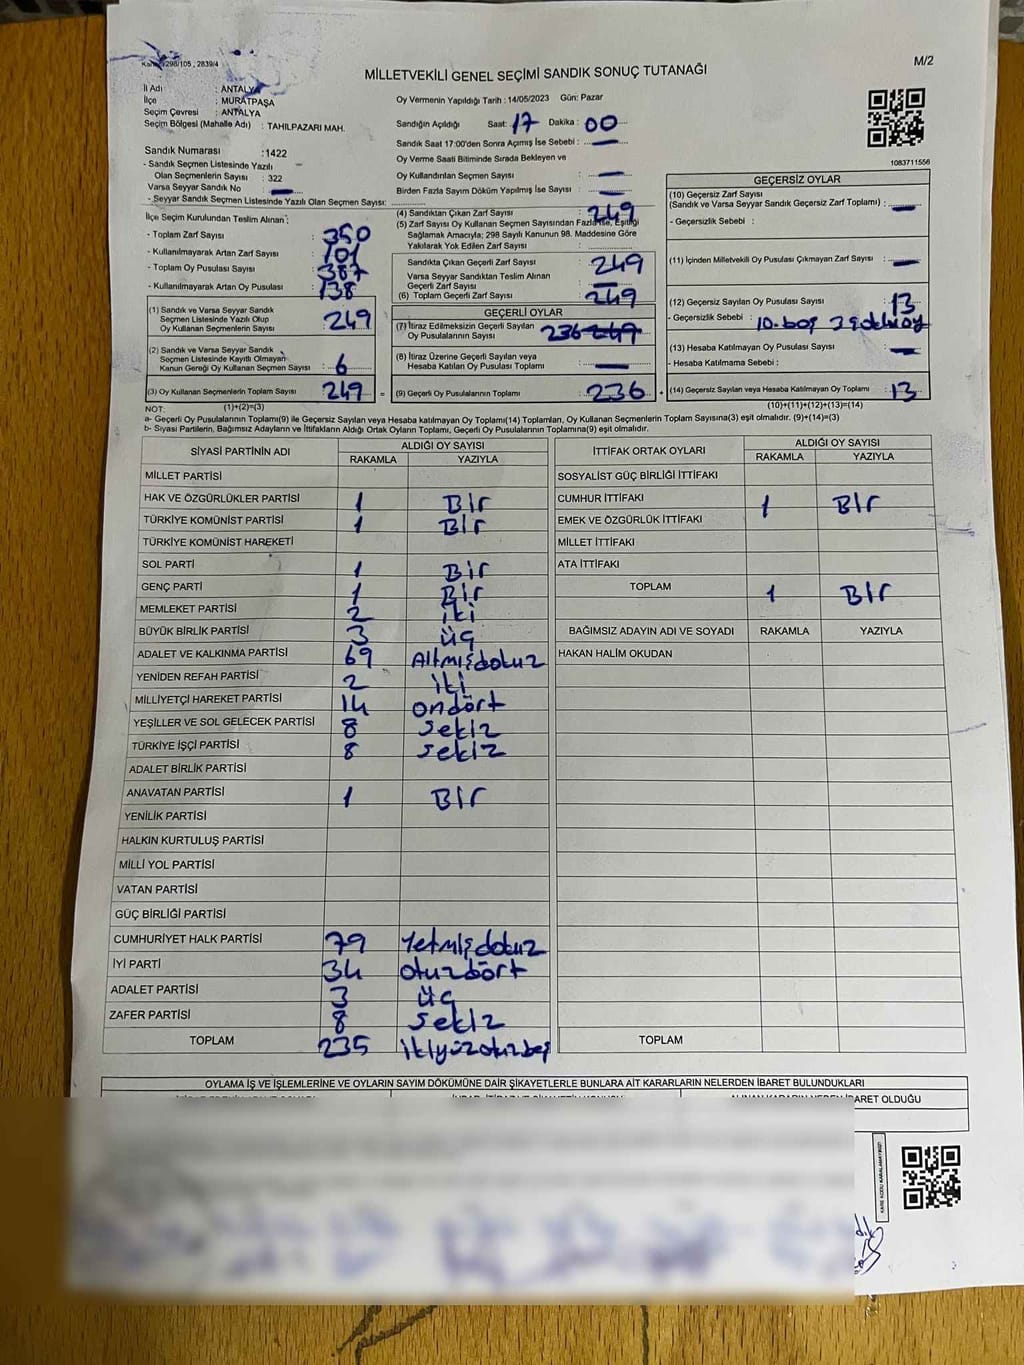 298/105, 2839/4
M/2
MİLLETVEKİLİ GENEL SEÇİMİ SANDIK SONUÇ TUTANAĞI
İl Adı : ANTALYA
İlçe : MURATPAŞA
Seçim Çevresi : ANTALYA
Seçim Bölgesi (Mahalle Adı) : TAHILPAZARI MAH.
Oy Vermenin Yapıldığı Tarih : 14/05/2023 Gün: Pazar
Sandığın Açıldığı Saat: 17 Dakika : 00
Sandık Saat 17:00'den Sonra Açımış İse Sebebi : —
Oy Verme Saati Bitiminde Sırada Bekleyen ve
Oy Kullandırılan Seçmen Sayısı : —
Birden Fazla Sayım Döküm Yapılmış İse Sayısı : —
1083711556
Sandık Numarası : 1422
- Sandık Seçmen Listesinde Yazılı
Olan Seçmenlerin Sayısı : 322
Varsa Seyyar Sandık No : —
- Seyyar Sandık Seçmen Listesinde Yazılı Olan Seçmen Sayısı:
İlçe Seçim Kurulundan Teslim Alınan ;
- Toplam Zarf Sayısı : 350
- Kullanılmayarak Artan Zarf Sayısı : 101
- Toplam Oy Pusulası Sayısı : 387
- Kullanılmayarak Artan Oy Pusulası : 138
(1) Sandık ve Varsa Seyyar Sandık
Seçmen Listesinde Yazılı Olup
Oy Kullanan Seçmenlerin Sayısı : 249
(2) Sandık ve Varsa Seyyar Sandık
Seçmen Listesinde Kayıtlı Olmayan
Kanun Gereği Oy Kullanan Seçmen Sayısı : 6
(3) Oy Kullanan Seçmenlerin Toplam Sayısı : 249
(1)+(2)=(3)
(4) Sandıktan Çıkan Zarf Sayısı : 249
(5) Zarf Sayısı Oy Kullanan Seçmen Sayısından Fazla ise, Eşitliği
Sağlamak Amacıyla; 298 Sayılı Kanunun 98. Maddesine Göre
Yakılarak Yok Edilen Zarf Sayısı :
Sandıkta Çıkan Geçerli Zarf Sayısı : 249
Varsa Seyyar Sandıktan Teslim Alınan
Geçerli Zarf Sayısı : —
(6) Toplam Geçerli Zarf Sayısı : 249
GEÇERLİ OYLAR
(7) İtiraz Edilmeksizin Geçerli Sayılan
Oy Pusulalarının Sayısı : 236 249
(8) İtiraz Üzerine Geçerli Sayılan veya
Hesaba Katılan Oy Pusulası Toplamı : —
= (9) Geçerli Oy Pusulalarının Toplamı : 236
GEÇERSİZ OYLAR
(10) Geçersiz Zarf Sayısı
(Sandık ve Varsa Seyyar Sandık Geçersiz Zarf Toplamı) : —
- Geçersizlik Sebebi :
(11) İçinden Milletvekili Oy Pusulası Çıkmayan Zarf Sayısı : —
(12) Geçersiz Sayılan Oy Pusulası Sayısı : 13
- Geçersizlik Sebebi : 10. boş 3
(13) Hesaba Katılmayan Oy Pusulası Sayısı : —
- Hesaba Katılmama Sebebi :
+ (14) Geçersiz Sayılan veya Hesaba Katılmayan Oy Toplamı : 13
(10)+(11)+(12)+(13)=(14)
NOT:
a- Geçerli Oy Pusulalarının Toplamı(9) ile Geçersiz Sayılan veya Hesaba katılmayan Oy Toplamı(14) Toplamları, Oy Kullanan Seçmenlerin Toplam Sayısına(3) eşit olmalıdır. (9)+(14)=(3)
b- Siyasi Partilerin, Bağımsız Adayların ve İttifakların Aldığı Ortak Oyların Toplamı, Geçerli Oy Pusulalarının Toplamına(9) eşit olmalıdır.
SİYASİ PARTİNİN ADI ALDIĞI OY SAYISI
RAKAMLA YAZIYLA
MİLLET PARTİSİ
HAK VE ÖZGÜRLÜKLER PARTİSİ 1 Bir
TÜRKİYE KOMÜNİST PARTİSİ 1 Bir
TÜRKİYE KOMÜNİST HAREKETİ
SOL PARTİ 1 Bir
GENÇ PARTİ 1 Bir
MEMLEKET PARTİSİ 2 iki
BÜYÜK BİRLİK PARTİSİ 3 üç
ADALET VE KALKINMA PARTİSİ 69 Altmışdokuz
YENİDEN REFAH PARTİSİ 2 iki
MİLLİYETÇİ HAREKET PARTİSİ 14 ondört
YEŞİLLER VE SOL GELECEK PARTİSİ 8 sekiz
TÜRKİYE İŞÇİ PARTİSİ 8 sekiz
ADALET BİRLİK PARTİSİ
ANAVATAN PARTİSİ 1 Bir
YENİLİK PARTİSİ
HALKIN KURTULUŞ PARTİSİ
MİLLİ YOL PARTİSİ
VATAN PARTİSİ
GÜÇ BİRLİĞİ PARTİSİ
CUMHURİYET HALK PARTİSİ 79 Yetmişdokuz
İYİ PARTİ 34 otuzdört
ADALET PARTİSİ 3 üç
ZAFER PARTİSİ 8 sekiz
TOPLAM 235 ikiyüzotuzbeş
İTTİFAK ORTAK OYLARI ALDIĞI OY SAYISI
RAKAMLA YAZIYLA
SOSYALİST GÜÇ BİRLİĞİ İTTİFAKI
CUMHUR İTTİFAKI 1 Bir
EMEK VE ÖZGÜRLÜK İTTİFAKI
MİLLET İTTİFAKI
ATA İTTİFAKI
TOPLAM 1 Bir
BAĞIMSIZ ADAYIN ADI VE SOYADI RAKAMLA YAZIYLA
HAKAN HALİM OKUDAN
TOPLAM
OYLAMA İŞ VE İŞLEMLERİNE VE OYLARIN SAYIM DÖKÜMÜNE DAİR ŞİKAYETLERLE BUNLARA AİT KARARLARIN NELERDEN İBARET BULUNDUKLARI
İBARET OLDUĞU